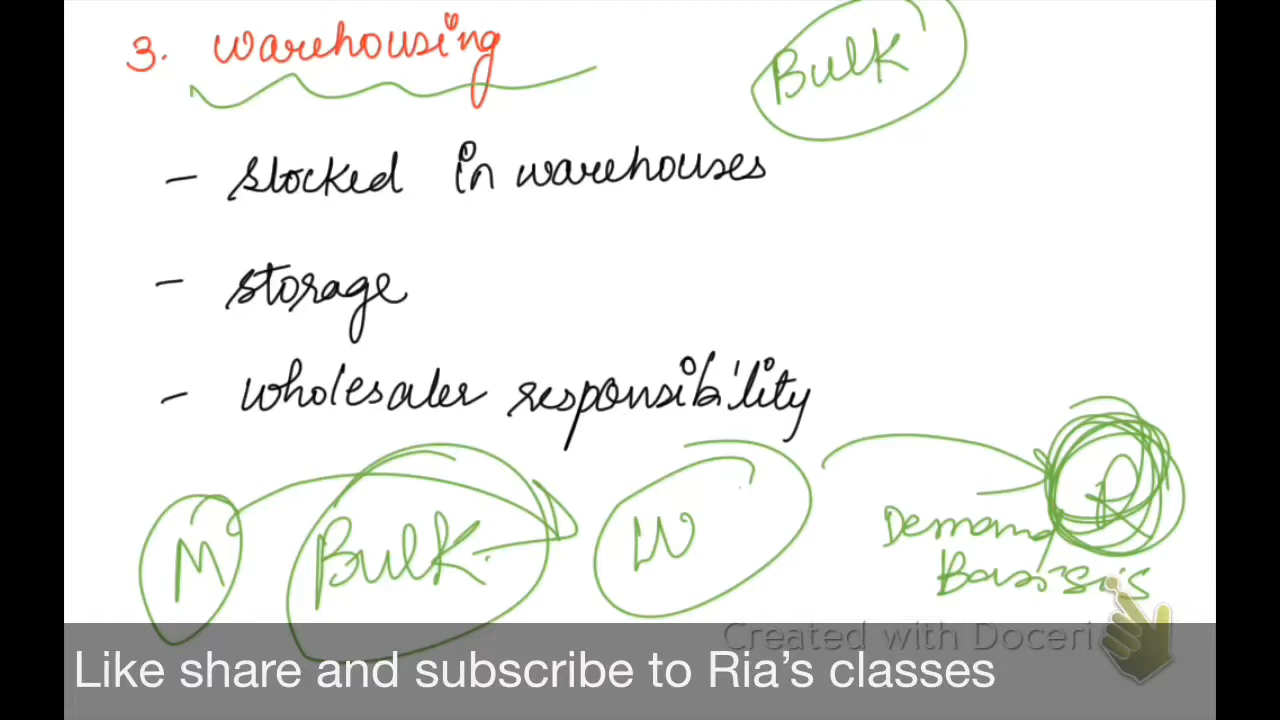 3. warehousing
Bulk
- stocked in warehouses
- storage
- wholesaler responsibility
M Bulk W R
Demand
Basis
Created with Doceri
Like share and subscribe to Ria’s classes